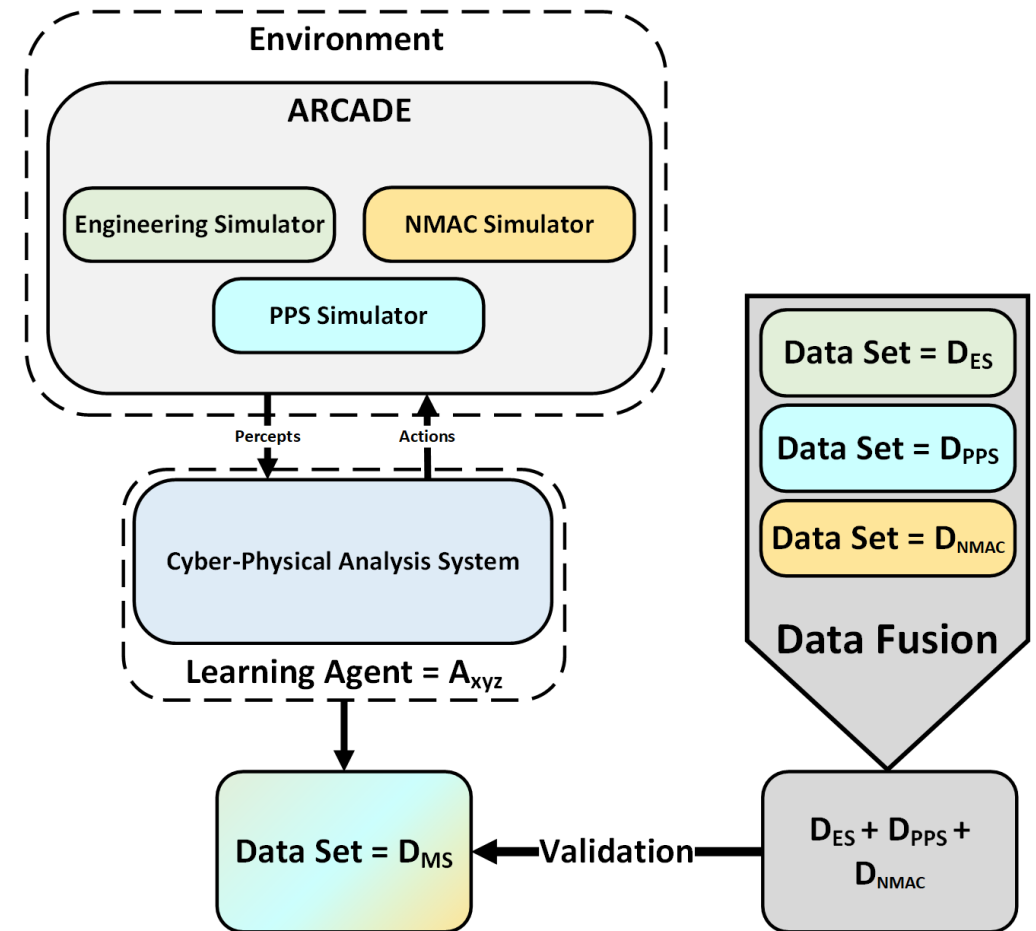 Environment
ARCADE
Engineering Simulator
NMAC Simulator
PPS Simulator
Percepts
Actions
Cyber-Physical Analysis System
Learning Agent = Axyz
Data Set = DMS
Data Set = DES
Data Set = DPPS
Data Set = DNMAC
Data Fusion
DES + DPPS +
DNMAC
Validation